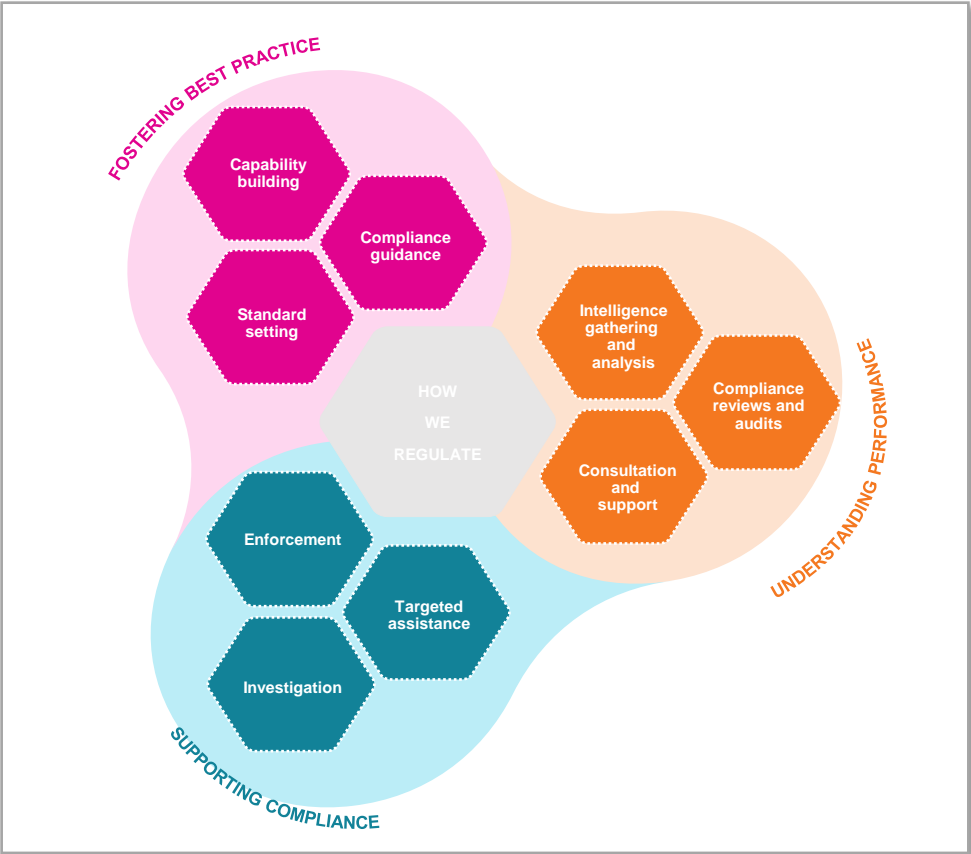 FOSTERING BEST PRACTICE
Capability
building
Compliance
guidance
Standard
setting
HOW
WE
REGULATE
Intelligence
gathering
and
analysis
Compliance
reviews and
audits
Consultation
and
support
UNDERSTANDING PERFORMANCE
Enforcement
Targeted
assistance
Investigation
SUPPORTING COMPLIANCE